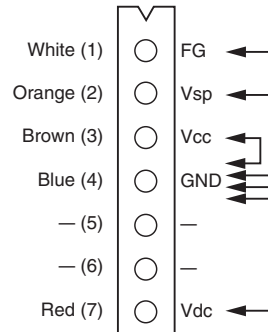 White (1) FG
Orange (2) Vsp
Brown (3) Vcc
Blue (4) GND
— (5) —
— (6) —
Red (7) Vdc